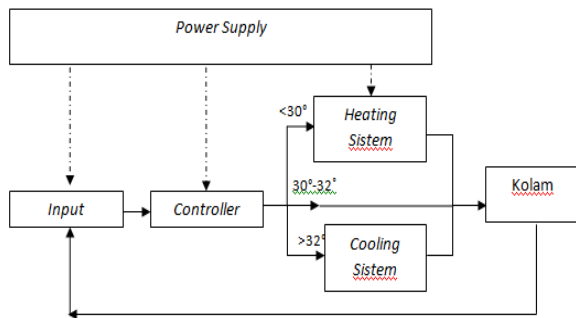 Power Supply
<30°
Heating
Sistem
30°-32°
Kolam
Input
Controller
>32°
Cooling
Sistem